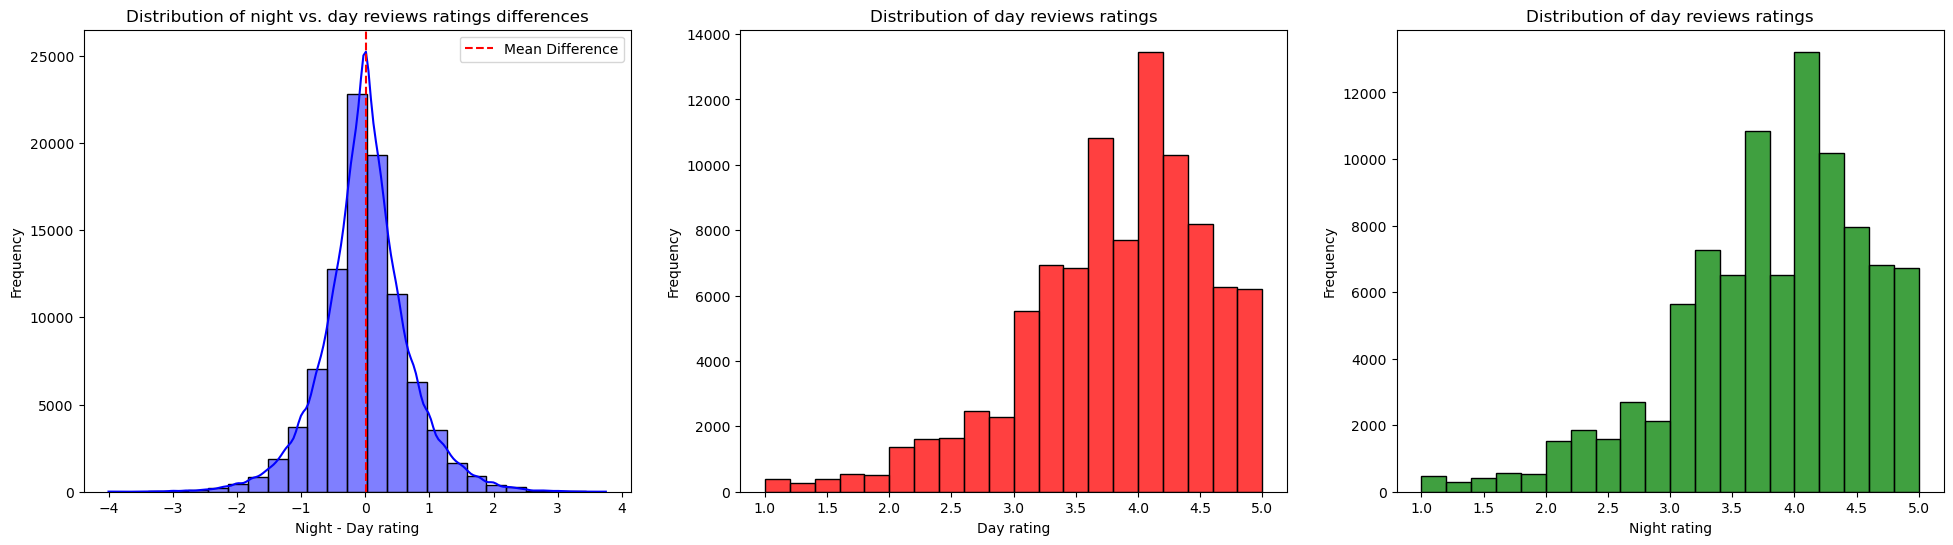 Distribution of night vs. day reviews ratings differences
Mean Difference
25000
20000
15000
10000
5000
0
Frequency
−4 −3 −2 −1 0 1 2 3 4
Night - Day rating
Distribution of day reviews ratings
14000
12000
10000
8000
6000
4000
2000
0
Frequency
1.0 1.5 2.0 2.5 3.0 3.5 4.0 4.5 5.0
Day rating
Distribution of day reviews ratings
12000
10000
8000
6000
4000
2000
0
Frequency
1.0 1.5 2.0 2.5 3.0 3.5 4.0 4.5 5.0
Night rating